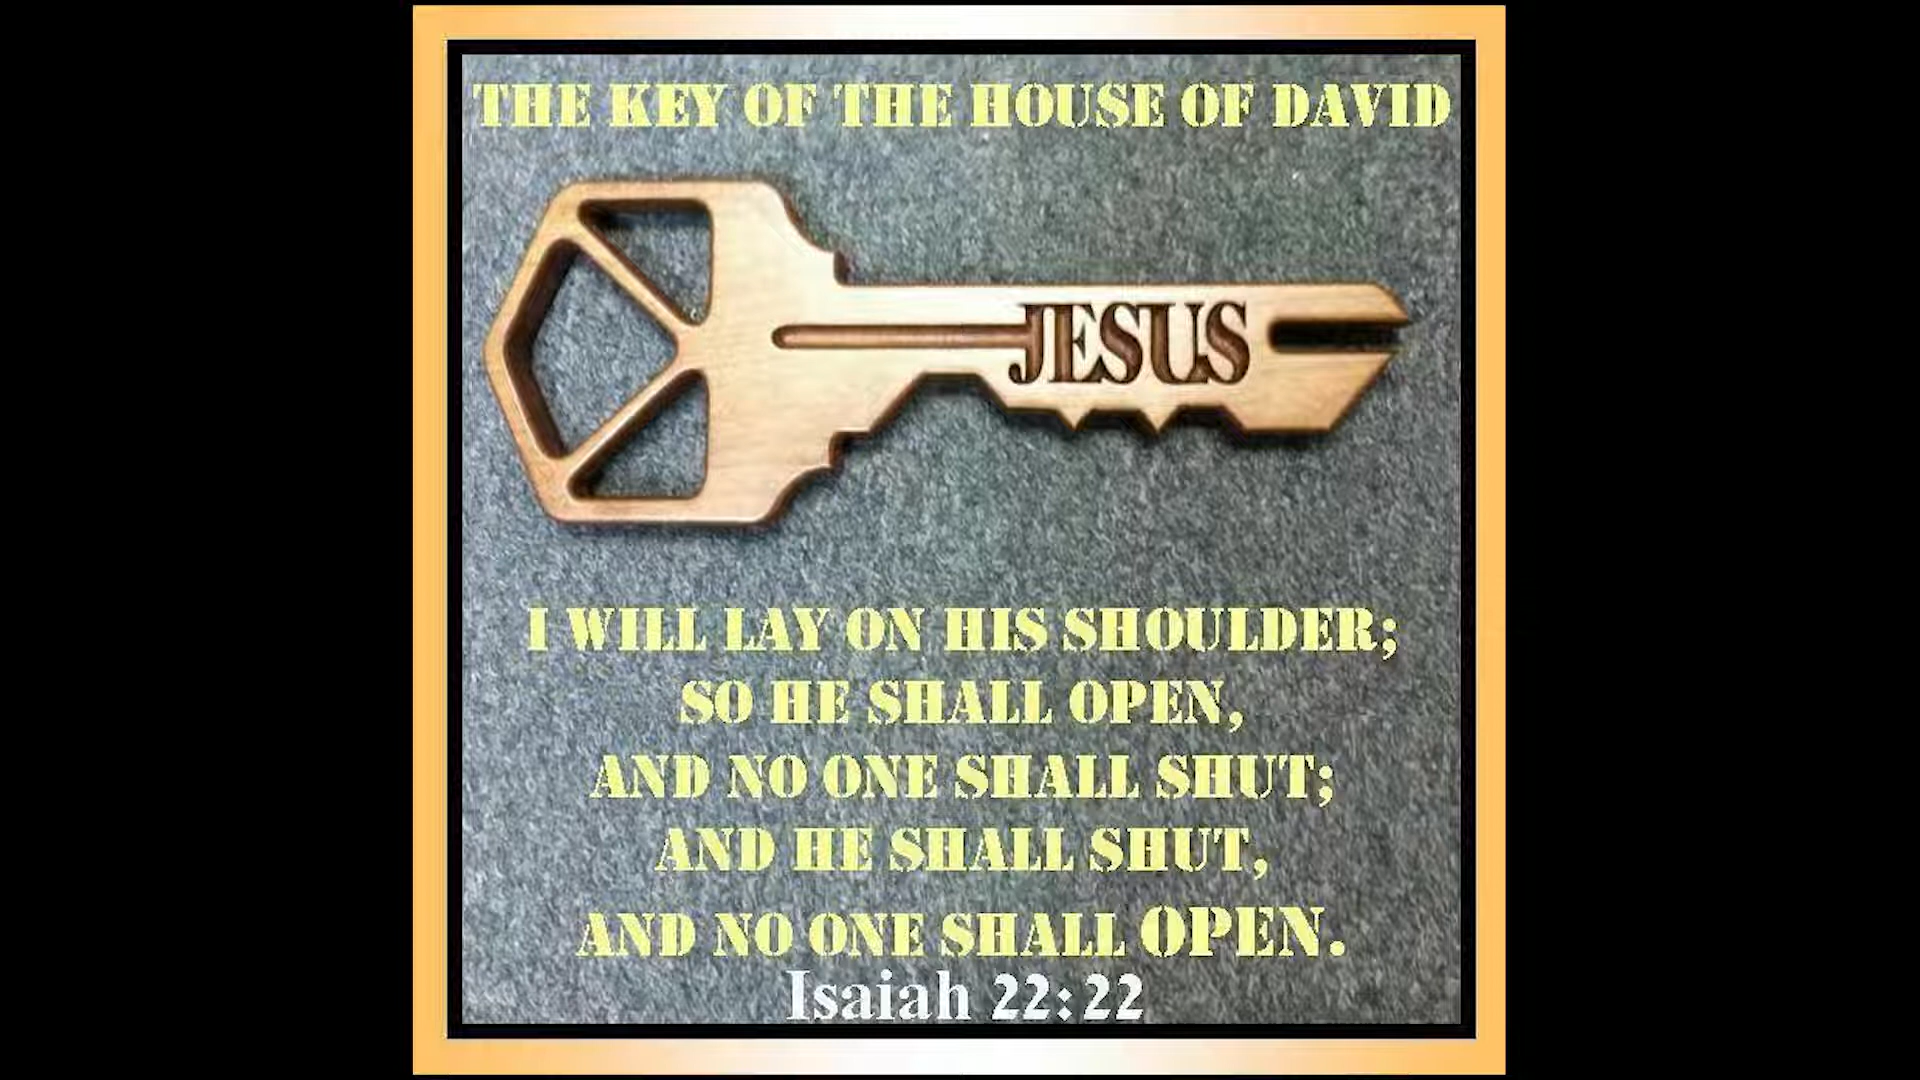 THE KEY OF THE HOUSE OF DAVID
JESUS
I WILL LAY ON HIS SHOULDER;
SO HE SHALL OPEN,
AND NO ONE SHALL SHUT;
AND HE SHALL SHUT,
AND NO ONE SHALL OPEN.
Isaiah 22:22